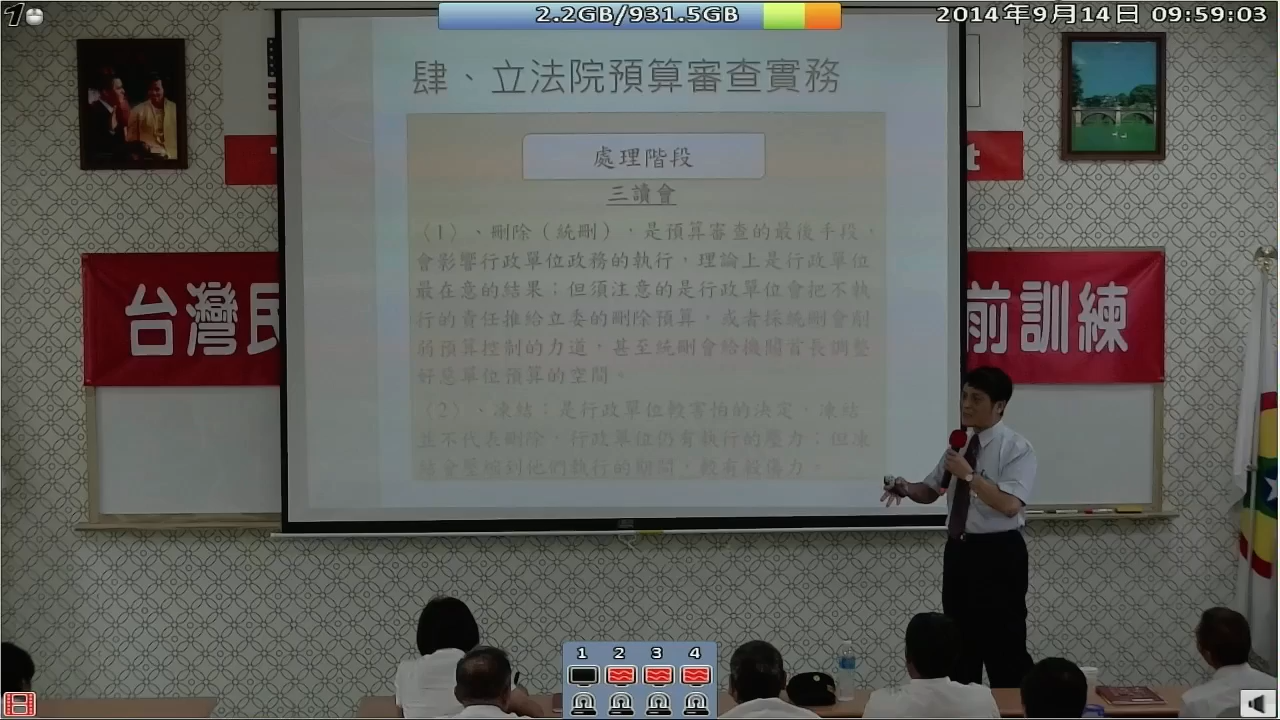 1
2.2GB/931.5GB
2014年9月14日 09:59:03
肆、立法院預算審查實務
處理階段
三讀會
t
台灣民
前訓練
(1)、刪除(統刪),是預算審查的最後手段,
會影響行政單位政務的執行,理論上是行政單位
最在意的結果;但須注意的是行政單位會把不執
行的責任推給立委的刪除預算,或者採統刪會削
弱預算控制的力道,甚至統刪會給機關首長調整
好惡單位預算的空間。
(2)、凍結:是行政單位較害怕的決定,凍結
並不代表刪除,行政單位仍有執行的壓力;但凍
結會壓縮到他們執行的期間,較有殺傷力。
1 2 3 4